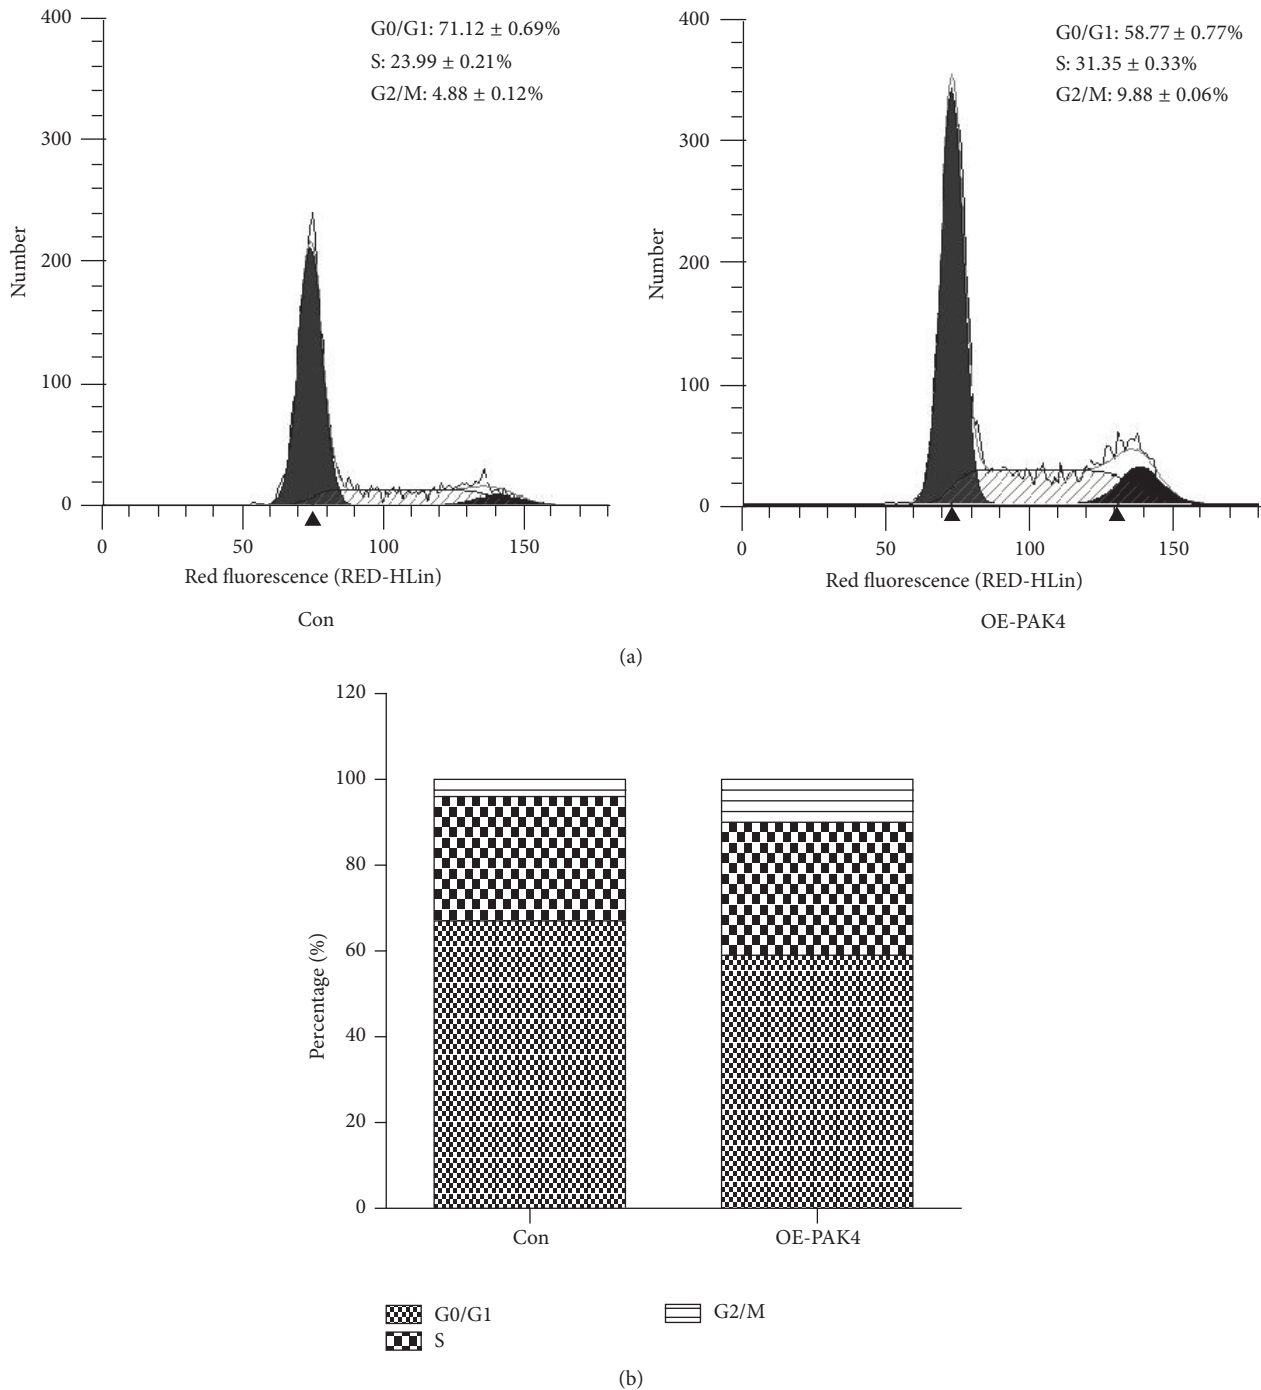 400
300
200
100
0
Number
G0/G1: 71.12 ± 0.69%
S: 23.99 ± 0.21%
G2/M: 4.88 ± 0.12%
0 50 100 150
Red fluorescence (RED-HLin)
Con
400
300
200
100
0
Number
G0/G1: 58.77 ± 0.77%
S: 31.35 ± 0.33%
G2/M: 9.88 ± 0.06%
0 50 100 150
Red fluorescence (RED-HLin)
OE-PAK4
(a)
120
100
80
60
40
20
0
Percentage (%)
Con OE-PAK4
G0/G1 G2/M
S
(b)